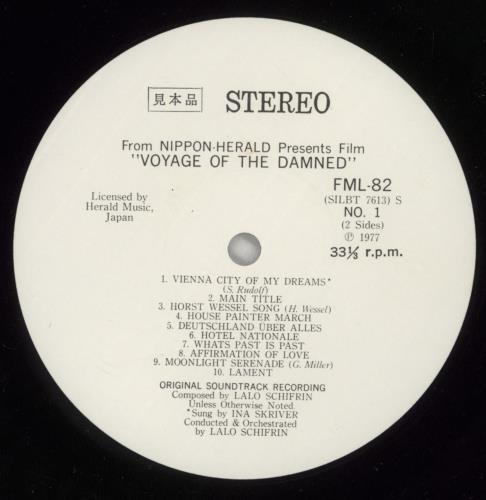 見本品 STEREO
From NIPPON-HERALD Presents Film
"VOYAGE OF THE DAMNED"
Licensed by
Herald Music,
Japan
FML-82
(SILBT 7613) S
NO. 1
(2 Sides)
Ⓟ 1977
33⅓ r.p.m.
1. VIENNA CITY OF MY DREAMS*
(S. Rudolf)
2. MAIN TITLE
3. HORST WESSEL SONG (H. Wessel)
4. HOUSE PAINTER MARCH
5. DEUTSCHLAND ÜBER ALLES
6. HOTEL NATIONALE
7. WHATS PAST IS PAST
8. AFFIRMATION OF LOVE
9. MOONLIGHT SERENADE (G. Miller)
10. LAMENT
ORIGINAL SOUNDTRACK RECORDING
Composed by LALO SCHIFRIN
Unless Otherwise Noted.
*Sung by INA SKRIVER
Conducted & Orchestrated
by LALO SCHIFRIN